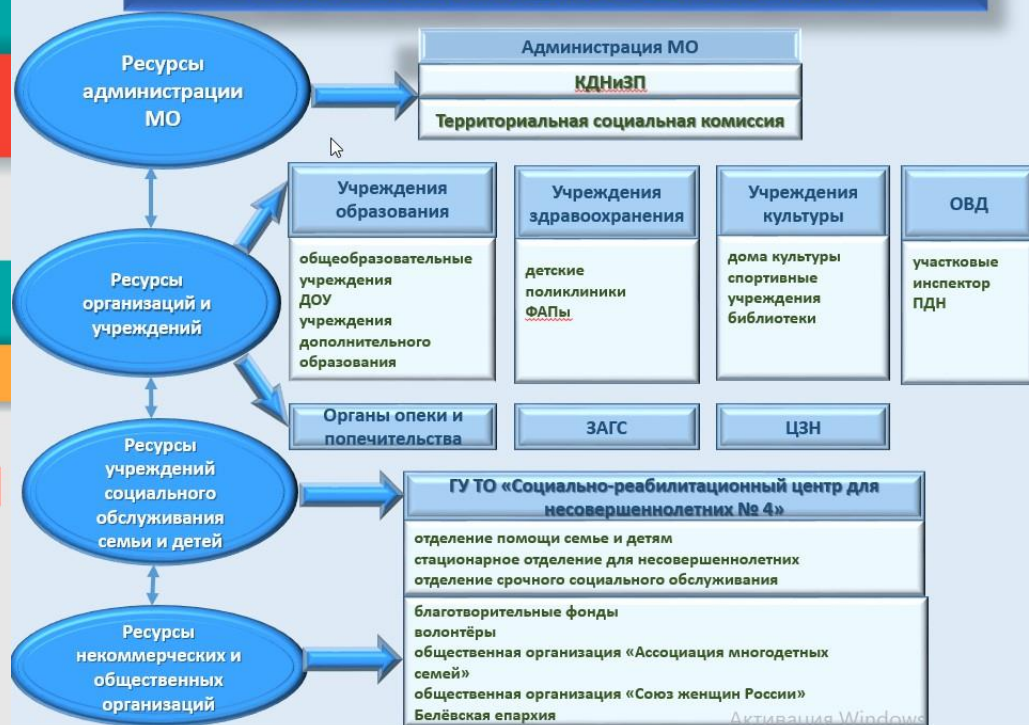 Ресурсы
администрации
МО
Администрация МО
КДНиЗП
Территориальная социальная комиссия
Ресурсы
организаций и
учреждений
Учреждения
образования
общеобразовательные
учреждения
ДОУ
учреждения
дополнительного
образования
Учреждения
здравоохранения
детские
поликлиники
ФАПы
Учреждения
культуры
дома культуры
спортивные
учреждения
библиотеки
ОВД
участковые
инспектор
ПДН
Органы опеки и
попечительства
ЗАГС
ЦЗН
Ресурсы
учреждений
социального
обслуживания
семьи и детей
ГУ ТО «Социально-реабилитационный центр для
несовершеннолетних № 4»
отделение помощи семье и детям
стационарное отделение для несовершеннолетних
отделение срочного социального обслуживания
Ресурсы
некоммерческих и
общественных
организаций
благотворительные фонды
волонтёры
общественная организация «Ассоциация многодетных
семей»
общественная организация «Союз женщин России»
Белёвская епархия
Активация Windows